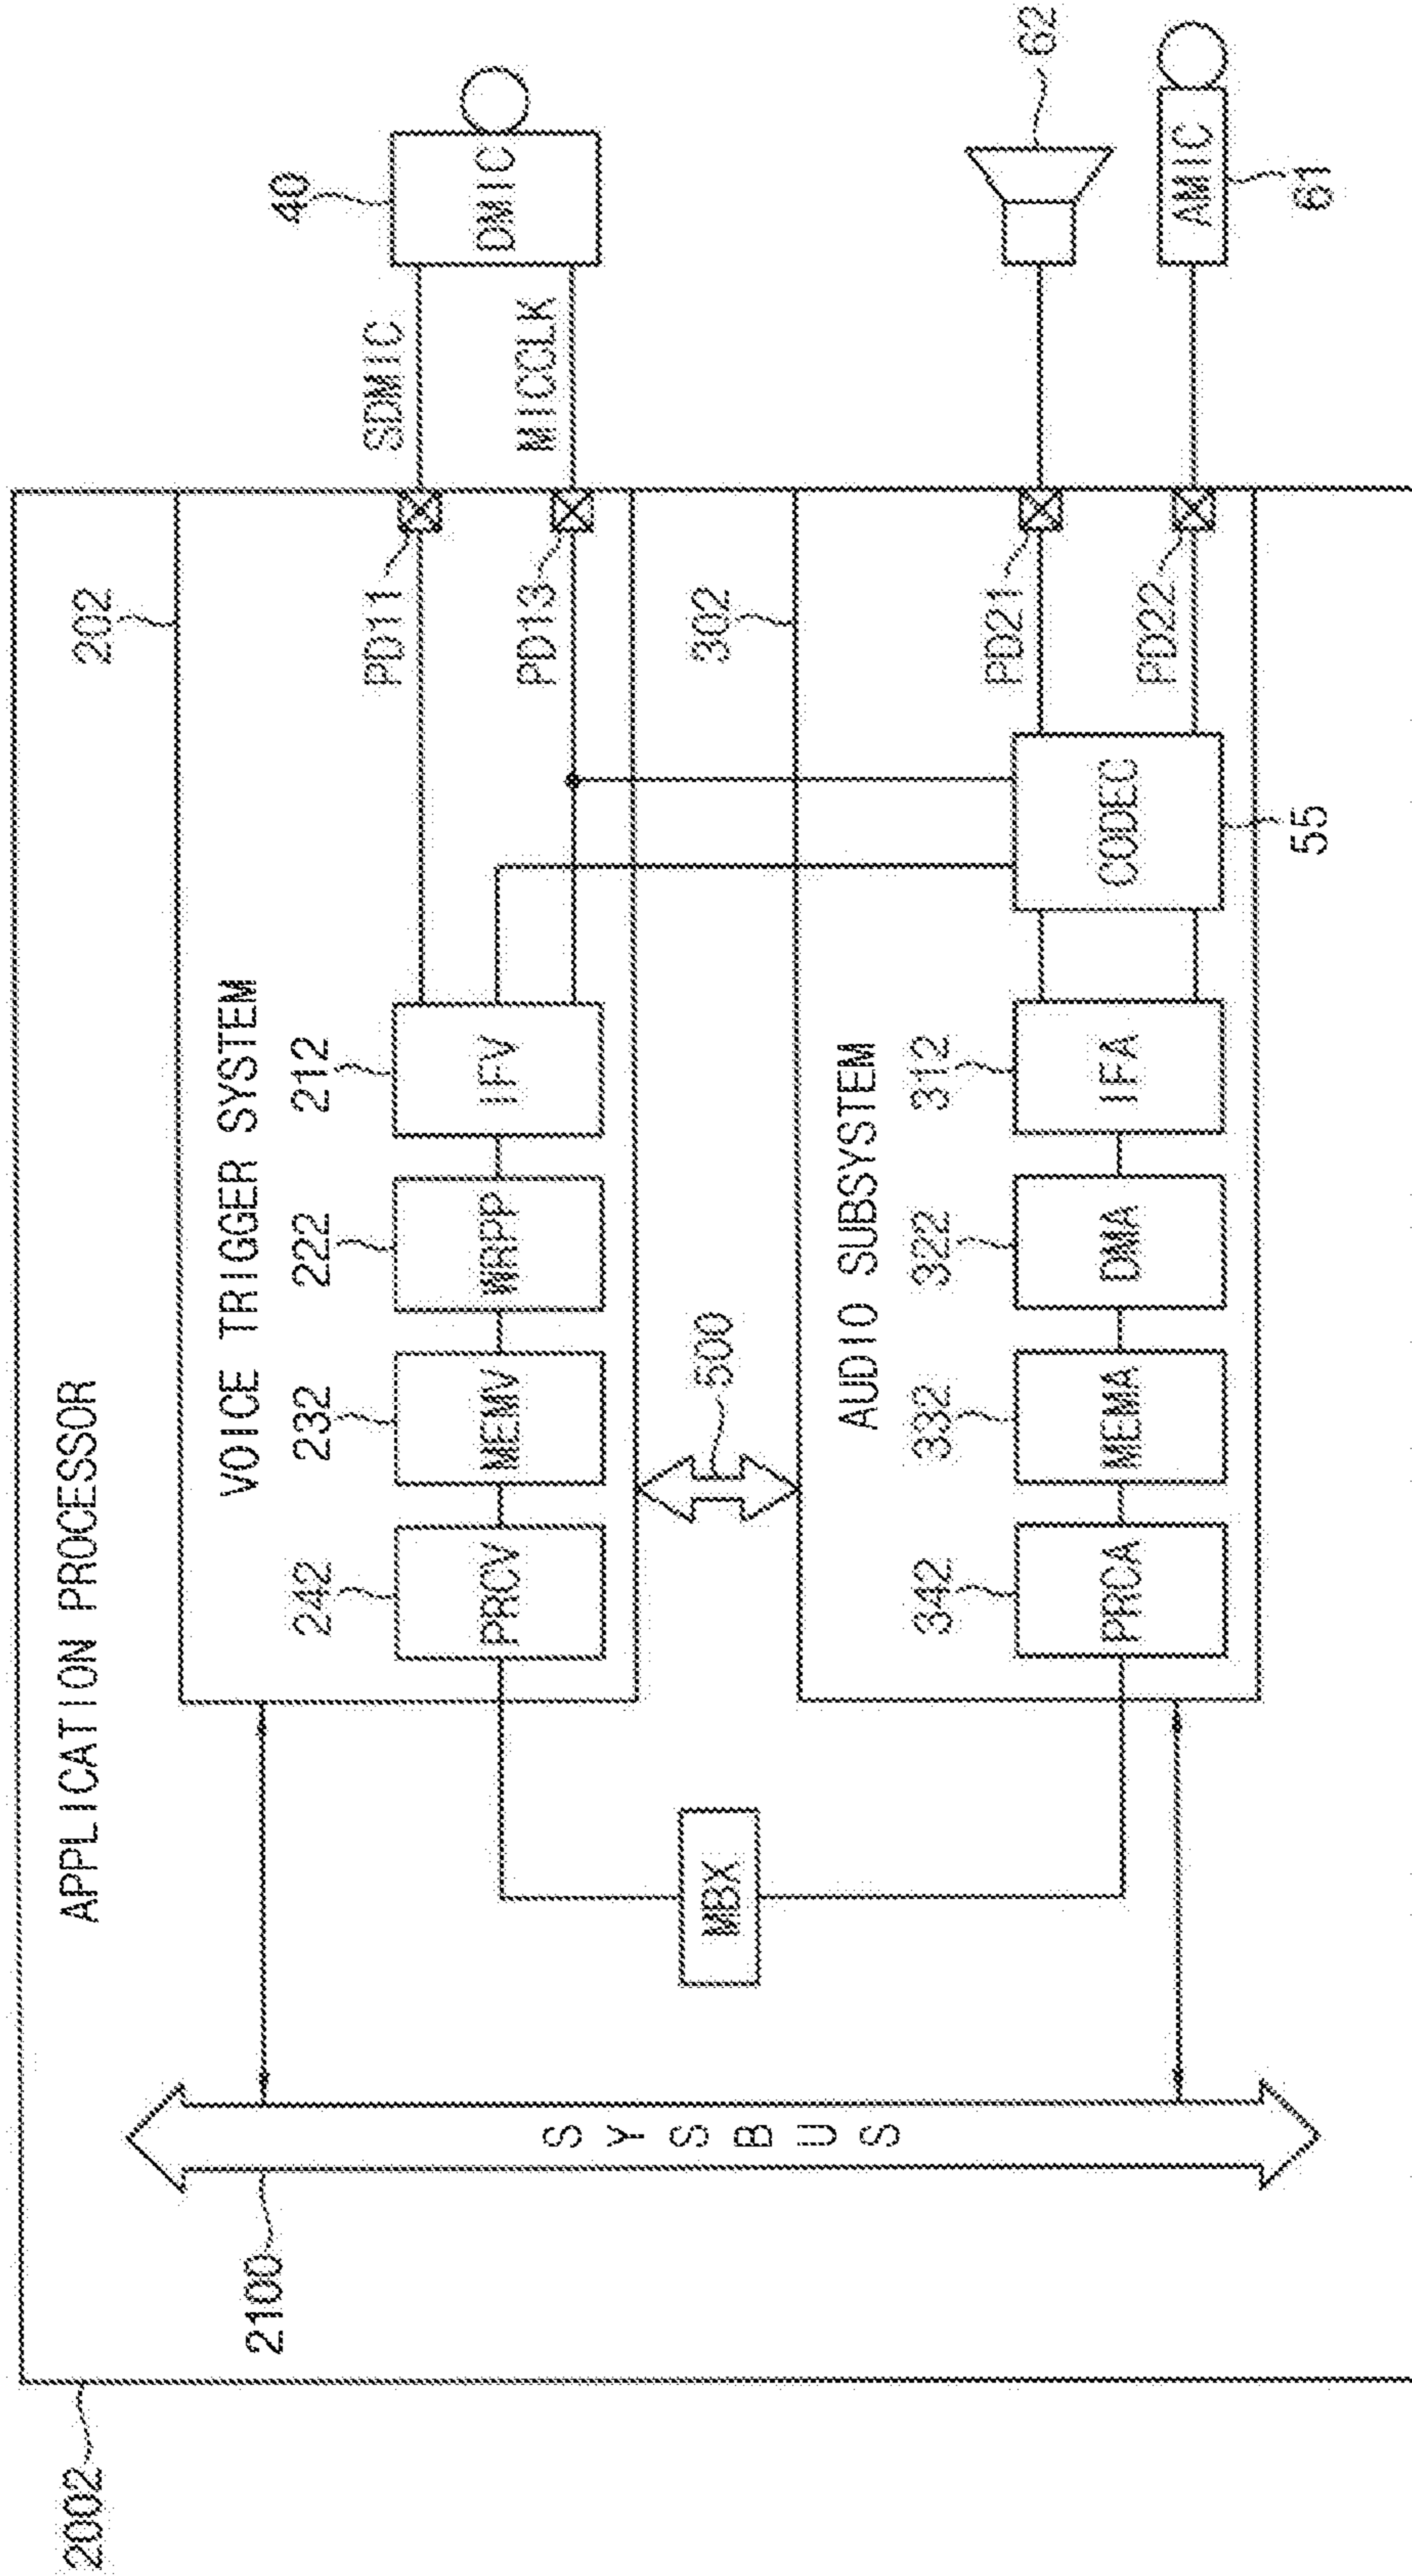 2002
APPLICATION PROCESSOR
2100
SYSBUS
202
VOICE TRIGGER SYSTEM
242
232
222
212
PRCV
MEMV
WRPP
IFV
PD11
PD13
SDMIC
MICCLK
40
DMIC
MBX
500
302
AUDIO SUBSYSTEM
342
332
322
312
PRCA
MEMA
DMA
IFA
CODEC
55
PD21
PD22
62
AMIC
61